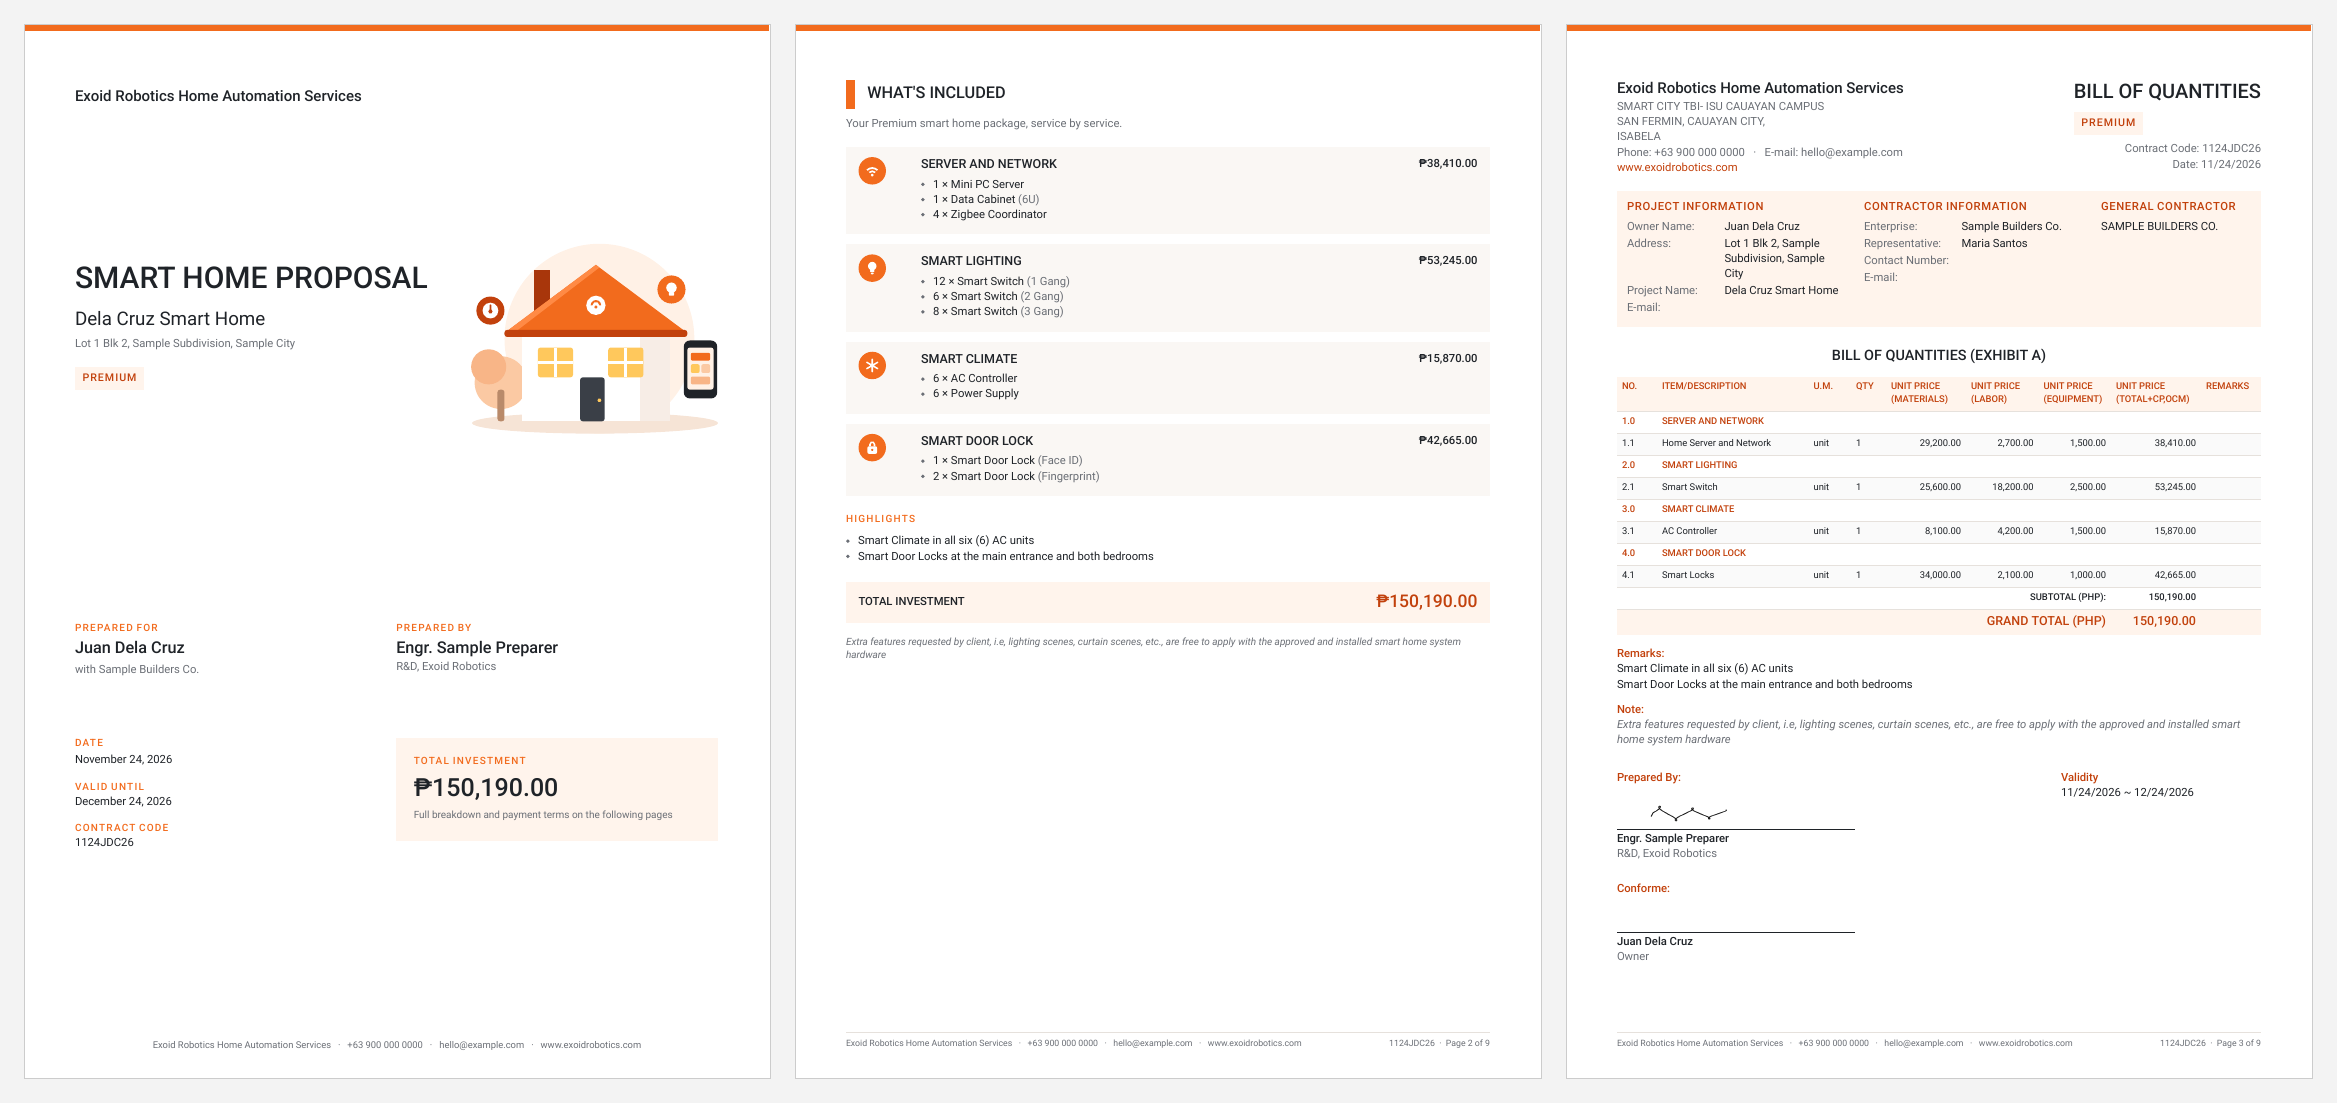 Exoid Robotics Home Automation Services
SMART HOME PROPOSAL
Dela Cruz Smart Home
Lot 1 Blk 2, Sample Subdivision, Sample City
PREMIUM
PREPARED FOR
Juan Dela Cruz
with Sample Builders Co.
PREPARED BY
Engr. Sample Preparer
R&D, Exoid Robotics
DATE
November 24, 2026
VALID UNTIL
December 24, 2026
CONTRACT CODE
1124JDC26
TOTAL INVESTMENT
₱150,190.00
Full breakdown and payment terms on the following pages
Exoid Robotics Home Automation Services · +63 900 000 0000 · hello@example.com · www.exoidrobotics.com
WHAT'S INCLUDED
Your Premium smart home package, service by service.
SERVER AND NETWORK ₱38,410.00
• 1 × Mini PC Server
• 1 × Data Cabinet (6U)
• 4 × Zigbee Coordinator
SMART LIGHTING ₱53,245.00
• 12 × Smart Switch (1 Gang)
• 6 × Smart Switch (2 Gang)
• 8 × Smart Switch (3 Gang)
SMART CLIMATE ₱15,870.00
• 6 × AC Controller
• 6 × Power Supply
SMART DOOR LOCK ₱42,665.00
• 1 × Smart Door Lock (Face ID)
• 2 × Smart Door Lock (Fingerprint)
HIGHLIGHTS
• Smart Climate in all six (6) AC units
• Smart Door Locks at the main entrance and both bedrooms
TOTAL INVESTMENT ₱150,190.00
Extra features requested by client, i.e, lighting scenes, curtain scenes, etc., are free to apply with the approved and installed smart home system
hardware
Exoid Robotics Home Automation Services · +63 900 000 0000 · hello@example.com · www.exoidrobotics.com 1124JDC26 · Page 2 of 9
Exoid Robotics Home Automation Services
SMART CITY TBI- ISU CAUAYAN CAMPUS
SAN FERMIN, CAUAYAN CITY,
ISABELA
Phone: +63 900 000 0000 · E-mail: hello@example.com
www.exoidrobotics.com
BILL OF QUANTITIES
PREMIUM
Contract Code: 1124JDC26
Date: 11/24/2026
PROJECT INFORMATION
Owner Name: Juan Dela Cruz
Address: Lot 1 Blk 2, Sample
Subdivision, Sample
City
Project Name: Dela Cruz Smart Home
E-mail:
CONTRACTOR INFORMATION
Enterprise: Sample Builders Co.
Representative: Maria Santos
Contact Number:
E-mail:
GENERAL CONTRACTOR
SAMPLE BUILDERS CO.
BILL OF QUANTITIES (EXHIBIT A)
NO. ITEM/DESCRIPTION U.M. QTY UNIT PRICE UNIT PRICE UNIT PRICE UNIT PRICE REMARKS
(MATERIALS) (LABOR) (EQUIPMENT) (TOTAL+CP,OCM)
1.0 SERVER AND NETWORK
1.1 Home Server and Network unit 1 29,200.00 2,700.00 1,500.00 38,410.00
2.0 SMART LIGHTING
2.1 Smart Switch unit 1 25,600.00 18,200.00 2,500.00 53,245.00
3.0 SMART CLIMATE
3.1 AC Controller unit 1 8,100.00 4,200.00 1,500.00 15,870.00
4.0 SMART DOOR LOCK
4.1 Smart Locks unit 1 34,000.00 2,100.00 1,000.00 42,665.00
SUBTOTAL (PHP): 150,190.00
GRAND TOTAL (PHP) 150,190.00
Remarks:
Smart Climate in all six (6) AC units
Smart Door Locks at the main entrance and both bedrooms
Note:
Extra features requested by client, i.e, lighting scenes, curtain scenes, etc., are free to apply with the approved and installed smart
home system hardware
Prepared By:
Engr. Sample Preparer
R&D, Exoid Robotics
Validity
11/24/2026 ~ 12/24/2026
Conforme:
Juan Dela Cruz
Owner
Exoid Robotics Home Automation Services · +63 900 000 0000 · hello@example.com · www.exoidrobotics.com 1124JDC26 · Page 3 of 9